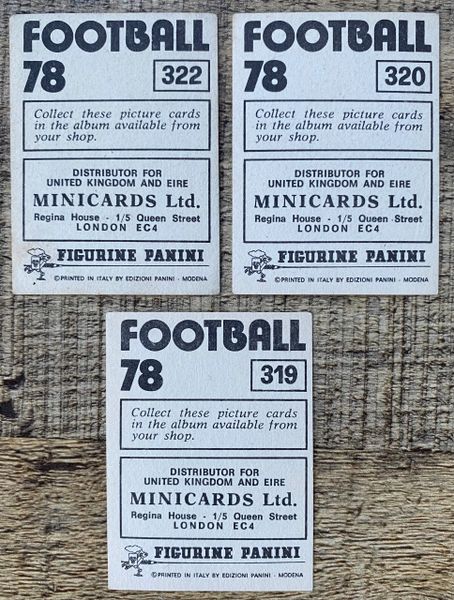 FOOTBALL
78 322
Collect these picture cards
in the album available from
your shop.
DISTRIBUTOR FOR
UNITED KINGDOM AND EIRE
MINICARDS Ltd.
Regina House - 1/5 Queen Street
LONDON EC4
FIGURINE PANINI
©PRINTED IN ITALY BY EDIZIONI PANINI - MODENA
FOOTBALL
78 320
Collect these picture cards
in the album available from
your shop.
DISTRIBUTOR FOR
UNITED KINGDOM AND EIRE
MINICARDS Ltd.
Regina House - 1/5 Queen Street
LONDON EC4
FIGURINE PANINI
©PRINTED IN ITALY BY EDIZIONI PANINI - MODENA
FOOTBALL
78 319
Collect these picture cards
in the album available from
your shop.
DISTRIBUTOR FOR
UNITED KINGDOM AND EIRE
MINICARDS Ltd.
Regina House - 1/5 Queen Street
LONDON EC4
FIGURINE PANINI
©PRINTED IN ITALY BY EDIZIONI PANINI - MODENA